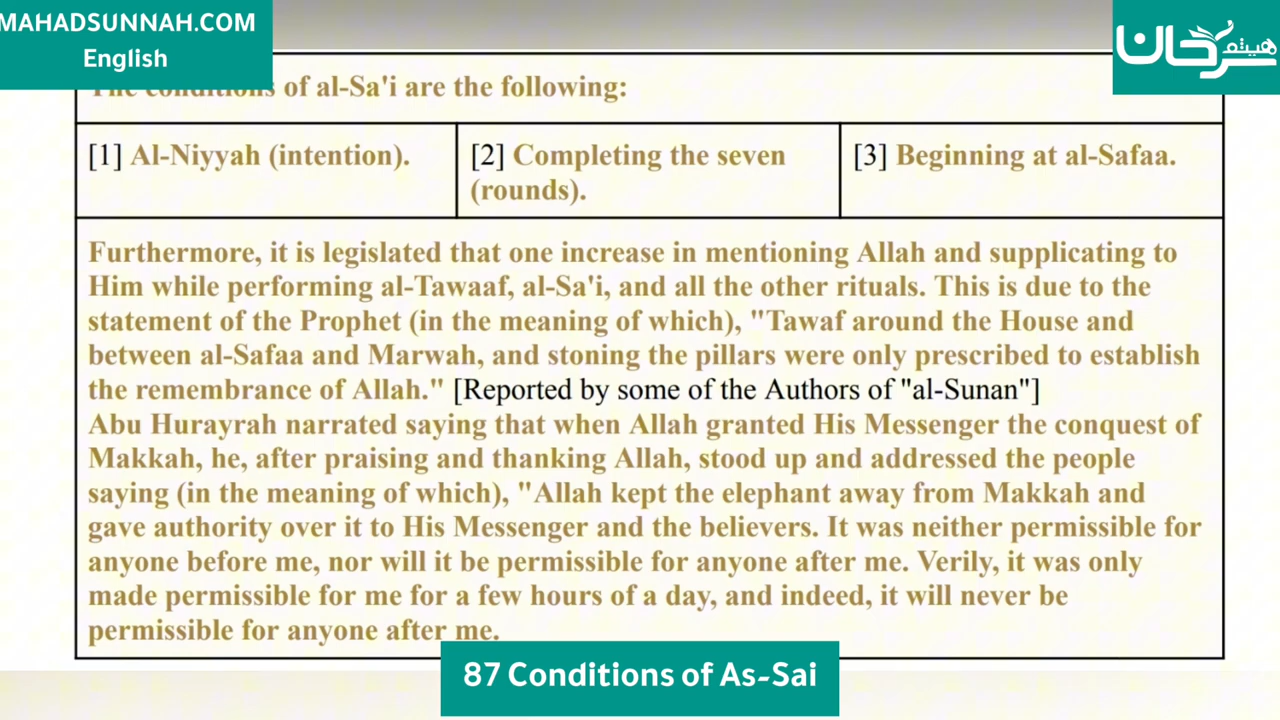 MAHADSUNNAH.COM
English
هيثم
سرحان
The conditions of al-Sa'i are the following:
[1] Al-Niyyah (intention).
[2] Completing the seven
(rounds).
[3] Beginning at al-Safaa.
Furthermore, it is legislated that one increase in mentioning Allah and supplicating to
Him while performing al-Tawaaf, al-Sa'i, and all the other rituals. This is due to the
statement of the Prophet (in the meaning of which), "Tawaf around the House and
between al-Safaa and Marwah, and stoning the pillars were only prescribed to establish
the remembrance of Allah." [Reported by some of the Authors of "al-Sunan"]
Abu Hurayrah narrated saying that when Allah granted His Messenger the conquest of
Makkah, he, after praising and thanking Allah, stood up and addressed the people
saying (in the meaning of which), "Allah kept the elephant away from Makkah and
gave authority over it to His Messenger and the believers. It was neither permissible for
anyone before me, nor will it be permissible for anyone after me. Verily, it was only
made permissible for me for a few hours of a day, and indeed, it will never be
permissible for anyone after me.
87 Conditions of As-Sai